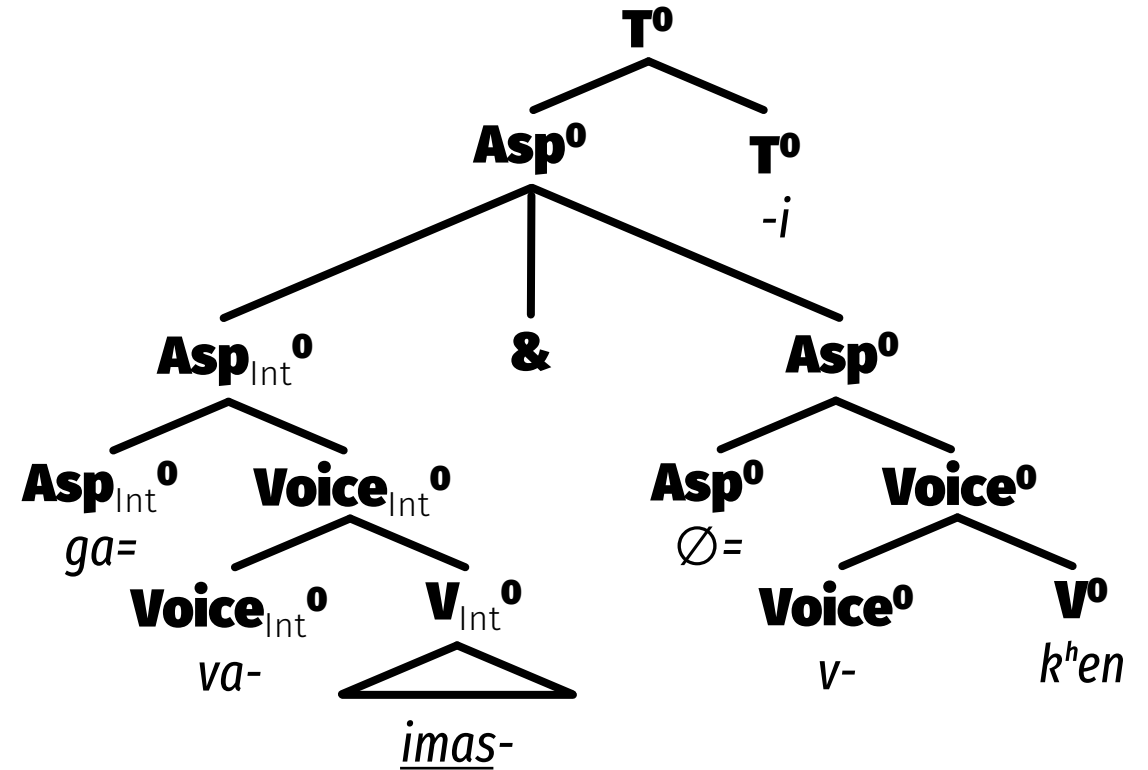 T⁰
Asp⁰ T⁰
-i
Asp_Int⁰ & Asp⁰
Asp_Int⁰ Voice_Int⁰ Asp⁰ Voice⁰
ga= ∅=
Voice_Int⁰ V_Int⁰ Voice⁰ V⁰
va- v- kʰen
imas-